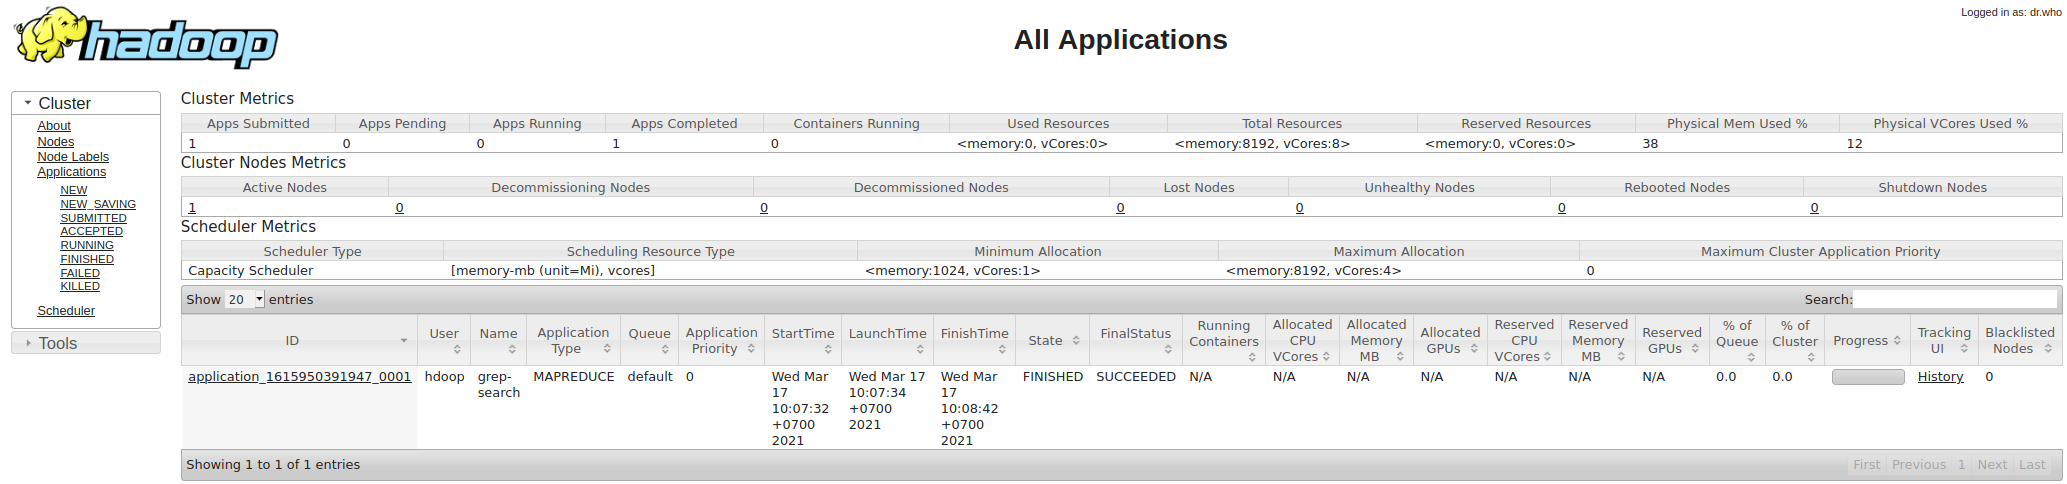 hadoop
Logged in as: dr.who
All Applications
Cluster
About
Nodes
Node Labels
Applications
NEW
NEW_SAVING
SUBMITTED
ACCEPTED
RUNNING
FINISHED
FAILED
KILLED
Scheduler
Tools
Cluster Metrics
Apps Submitted Apps Pending Apps Running Apps Completed Containers Running Used Resources Total Resources Reserved Resources Physical Mem Used % Physical VCores Used %
1 0 0 1 0 <memory:0, vCores:0> <memory:8192, vCores:8> <memory:0, vCores:0> 38 12
Cluster Nodes Metrics
Active Nodes Decommissioning Nodes Decommissioned Nodes Lost Nodes Unhealthy Nodes Rebooted Nodes Shutdown Nodes
1 0 0 0 0 0 0
Scheduler Metrics
Scheduler Type Scheduling Resource Type Minimum Allocation Maximum Allocation Maximum Cluster Application Priority
Capacity Scheduler [memory-mb (unit=Mi), vcores] <memory:1024, vCores:1> <memory:8192, vCores:4> 0
Show 20 entries Search:
ID User Name Application Type Queue Application Priority StartTime LaunchTime FinishTime State FinalStatus Running Containers Allocated CPU VCores Allocated Memory MB Allocated GPUs Reserved CPU VCores Reserved Memory MB Reserved GPUs % of Queue % of Cluster Progress Tracking UI Blacklisted Nodes
application_1615950391947_0001 hdoop grep-search MAPREDUCE default 0 Wed Mar 17 10:07:32 +0700 2021 Wed Mar 17 10:07:34 +0700 2021 Wed Mar 17 10:08:42 +0700 2021 FINISHED SUCCEEDED N/A N/A N/A N/A N/A N/A N/A 0.0 0.0 History 0
Showing 1 to 1 of 1 entries First Previous 1 Next Last